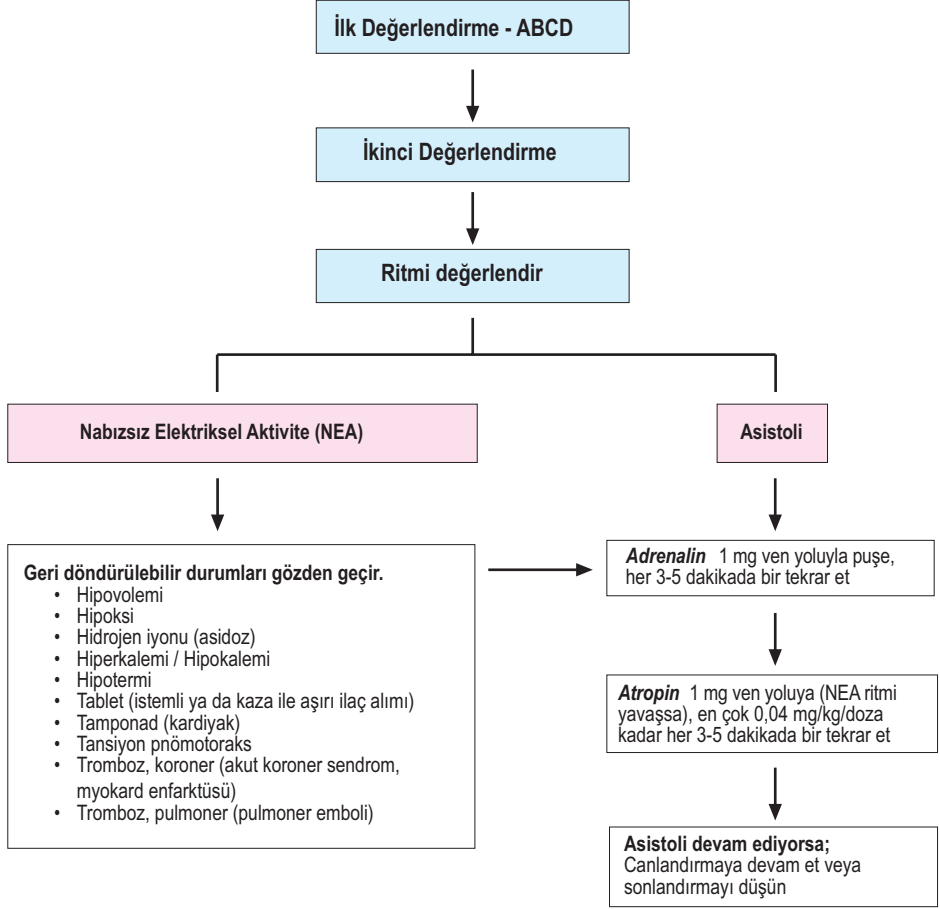 İlk Değerlendirme - ABCD
İkinci Değerlendirme
Ritmi değerlendir
Nabızsız Elektriksel Aktivite (NEA)
Asistoli
Geri döndürülebilir durumları gözden geçir.
• Hipovolemi
• Hipoksi
• Hidrojen iyonu (asidoz)
• Hiperkalemi / Hipokalemi
• Hipotermi
• Tablet (istemli ya da kaza ile aşırı ilaç alımı)
• Tamponad (kardiyak)
• Tansiyon pnömotoraks
• Tromboz, koroner (akut koroner sendrom,
myokard enfarktüsü)
• Tromboz, pulmoner (pulmoner emboli)
Adrenalin 1 mg ven yoluyla puşe,
her 3-5 dakikada bir tekrar et
Atropin 1 mg ven yoluya (NEA ritmi
yavaşsa), en çok 0,04 mg/kg/doza
kadar her 3-5 dakikada bir tekrar et
Asistoli devam ediyorsa;
Canlandırmaya devam et veya
sonlandırmayı düşün